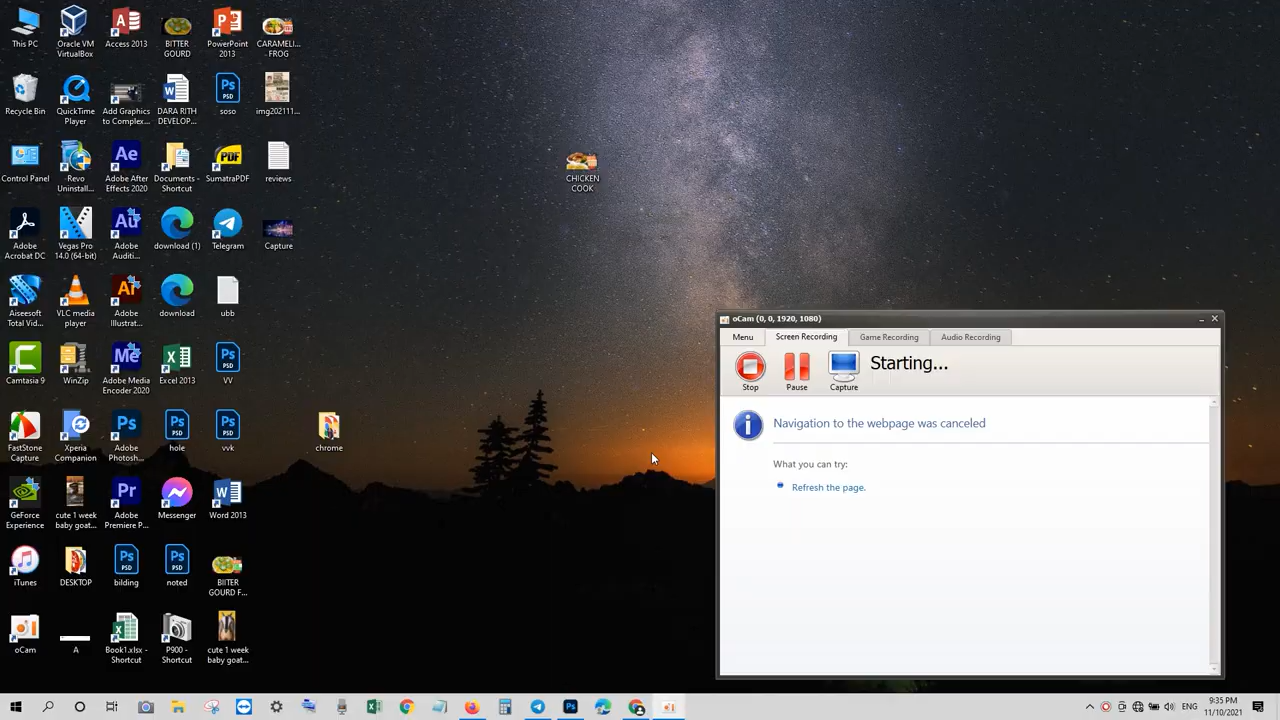 This PC
Oracle VM
VirtualBox
Access 2013
BITTER
GOURD
PowerPoint
2013
CARAMELI...
- FROG
Recycle Bin
QuickTime
Player
Add Graphics
to Complex...
DARA RITH
DEVELOP...
soso
img202111...
Control Panel
Revo
Uninstall...
Adobe After
Effects 2020
Documents -
Shortcut
SumatraPDF
reviews
Adobe
Acrobat DC
Vegas Pro
14.0 (64-bit)
Adobe
Auditi...
download (1)
Telegram
Capture
Aiseesoft
Total Vid...
VLC media
player
Adobe
Illustrat...
download
ubb
Camtasia 9
WinZip
Adobe Media
Encoder 2020
Excel 2013
VV
FastStone
Capture
Xperia
Companion
Adobe
Photosh...
hole
vvk
chrome
GeForce
Experience
cute 1 week
baby goat...
Adobe
Premiere P...
Messenger
Word 2013
iTunes
DESKTOP
bilding
noted
BIITER
GOURD F...
oCam
A
Book1.xlsx -
Shortcut
P900 -
Shortcut
cute 1 week
baby goat...
CHICKEN
COOK
oCam (0, 0, 1920, 1080)
Menu
Screen Recording
Game Recording
Audio Recording
Stop
Pause
Capture
Starting...
Navigation to the webpage was canceled
What you can try:
Refresh the page.
ENG
9:35 PM
11/10/2021